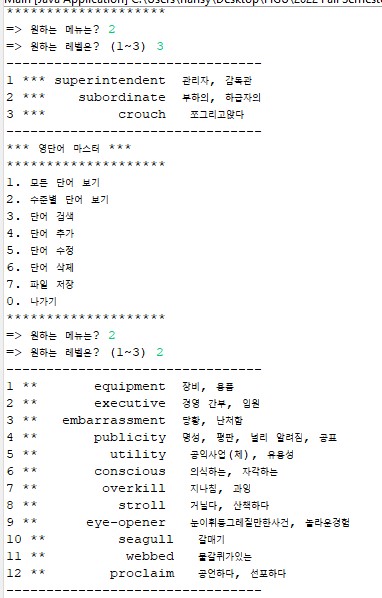 ********************
=> 원하는 메뉴는? 2
=> 원하는 레벨은? (1~3) 3
--------------------------------
1 *** superintendent 관리자, 감독관
2 *** subordinate 부하의, 하급자의
3 *** crouch 쪼그리고앉다
--------------------------------
*** 영단어 마스터 ***
********************
1. 모든 단어 보기
2. 수준별 단어 보기
3. 단어 검색
4. 단어 추가
5. 단어 수정
6. 단어 삭제
7. 파일 저장
0. 나가기
********************
=> 원하는 메뉴는? 2
=> 원하는 레벨은? (1~3) 2
--------------------------------
1 ** equipment 장비, 용품
2 ** executive 경영 간부, 임원
3 ** embarrassment 당황, 난처함
4 ** publicity 명성, 평판, 널리 알려짐, 공표
5 ** utility 공익사업(체), 유용성
6 ** conscious 의식하는, 자각하는
7 ** overkill 지나침, 과잉
8 ** stroll 거닐다, 산책하다
9 ** eye-opener 눈이휘둥그레질만한사건, 놀라운경험
10 ** seagull 갈매기
11 ** webbed 물갈퀴가있는
12 ** proclaim 공언하다, 선포하다
--------------------------------